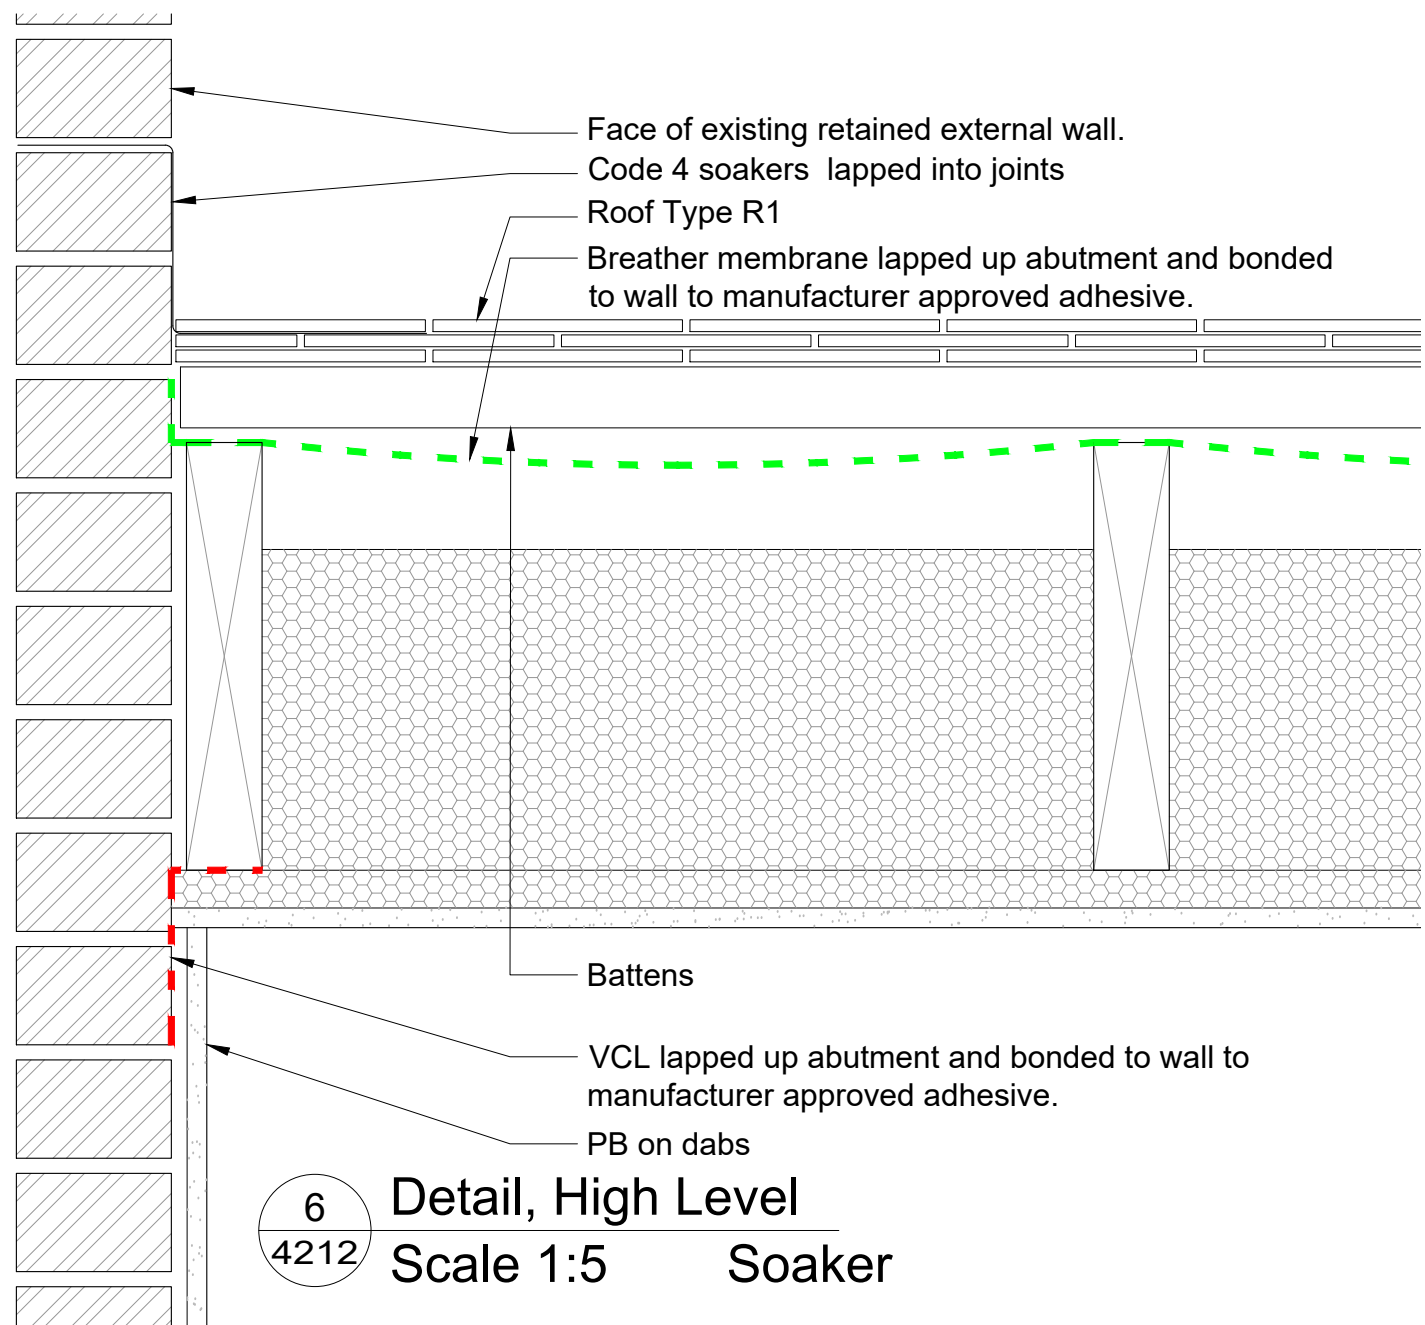 Face of existing retained external wall.
Code 4 soakers  lapped into joints
Roof Type R1
Breather membrane lapped up abutment and bonded
to wall to manufacturer approved adhesive.
Battens
VCL lapped up abutment and bonded to wall to
manufacturer approved adhesive.
PB on dabs
6
4212
Detail, High Level
Scale 1:5 Soaker